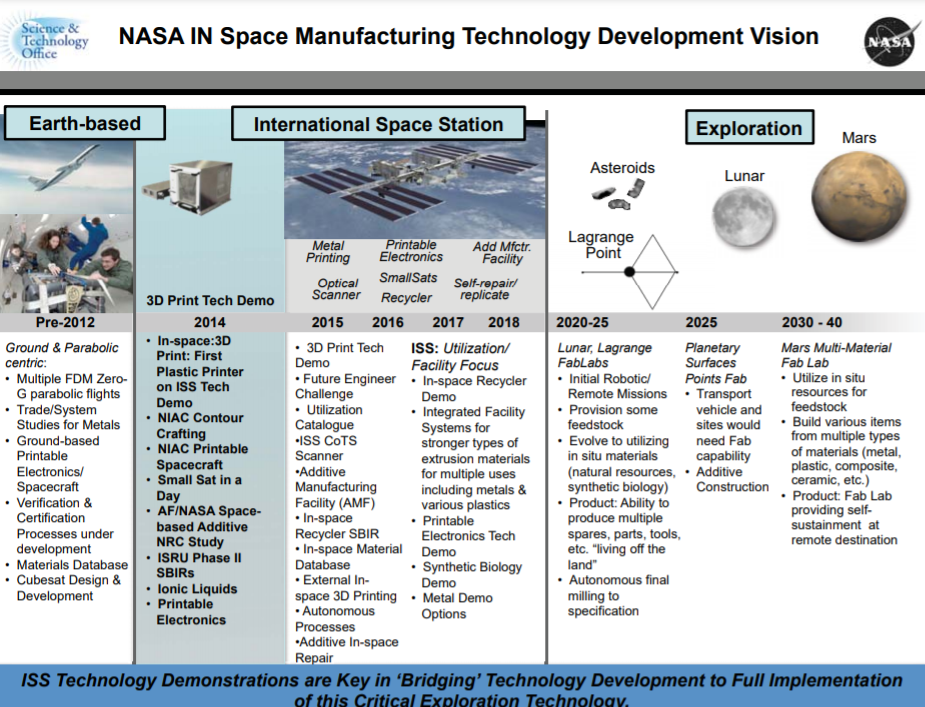 Science &
Technology
Office
NASA IN Space Manufacturing Technology Development Vision
NASA
Earth-based
International Space Station
Exploration
Mars
Asteroids
Lunar
Lagrange
Point
Metal
Printing
Printable
Electronics
Add Mfctr.
Facility
Optical
Scanner
SmallSats
Recycler
Self-repair/
replicate
3D Print Tech Demo
Pre-2012
2014
2015
2016
2017
2018
2020-25
2025
2030 - 40
Ground & Parabolic
centric:
• Multiple FDM Zero-
G parabolic flights
• Trade/System
Studies for Metals
• Ground-based
Printable
Electronics/
Spacecraft
• Verification &
Certification
Processes under
development
• Materials Database
• Cubesat Design &
Development
• In-space:3D
Print: First
Plastic Printer
on ISS Tech
Demo
• NIAC Contour
Crafting
• NIAC Printable
Spacecraft
• Small Sat in a
Day
• AF/NASA Space-
based Additive
NRC Study
• ISRU Phase II
SBIRs
• Ionic Liquids
• Printable
Electronics
• 3D Print Tech
Demo
• Future Engineer
Challenge
• Utilization
Catalogue
•ISS CoTS
Scanner
•Additive
Manufacturing
Facility (AMF)
• In-space
Recycler SBIR
• In-space Material
Database
• External In-
space 3D Printing
• Autonomous
Processes
•Additive In-space
Repair
ISS: Utilization/
Facility Focus
• In-space Recycler
Demo
• Integrated Facility
Systems for
stronger types of
extrusion materials
for multiple uses
including metals &
various plastics
• Printable
Electronics Tech
Demo
• Synthetic Biology
Demo
• Metal Demo
Options
Lunar, Lagrange
FabLabs
• Initial Robotic/
Remote Missions
• Provision some
feedstock
• Evolve to utilizing
in situ materials
(natural resources,
synthetic biology)
• Product: Ability to
produce multiple
spares, parts, tools,
etc. “living off the
land”
• Autonomous final
milling to
specification
Planetary
Surfaces
Points Fab
• Transport
vehicle and
sites would
need Fab
capability
• Additive
Construction
Mars Multi-Material
Fab Lab
• Utilize in situ
resources for
feedstock
• Build various items
from multiple types
of materials (metal,
plastic, composite,
ceramic, etc.)
• Product: Fab Lab
providing self-
sustainment at
remote destination
ISS Technology Demonstrations are Key in ‘Bridging’ Technology Development to Full Implementation
of this Critical Exploration Technology.